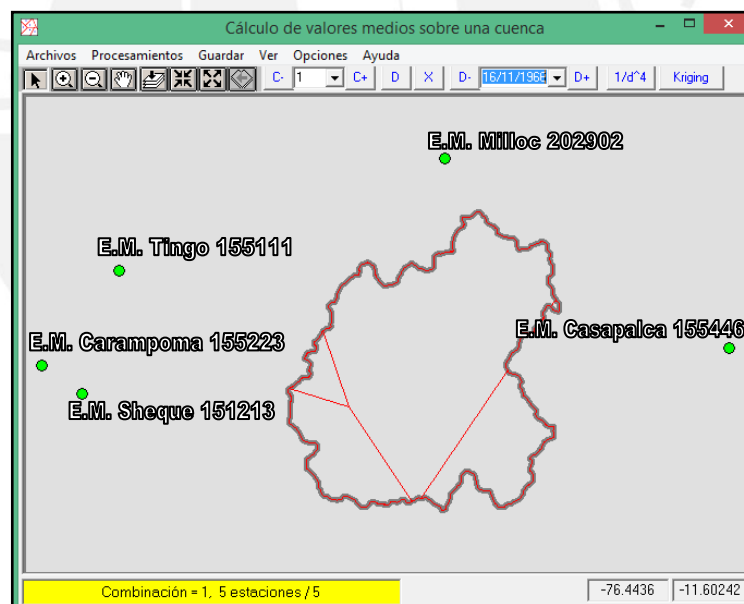 Cálculo de valores medios sobre una cuenca
Archivos Procesamientos Guardar Ver Opciones Ayuda
C- 1 C+ D X D- 16/11/1966 D+ 1/d^4 Kriging
E.M. Milloc 202902
E.M. Tingo 155111
E.M. Casapalca 155446
E.M. Carampoma 155223
E.M. Sheque 151213
Combinación = 1, 5 estaciones / 5
-76.4436 -11.60242